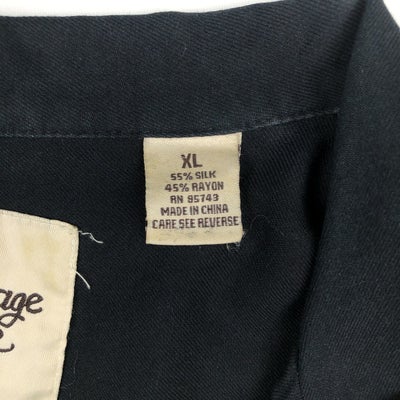 XL
55% SILK
45% RAYON
RN 95743
MADE IN CHINA
CARE SEE REVERSE